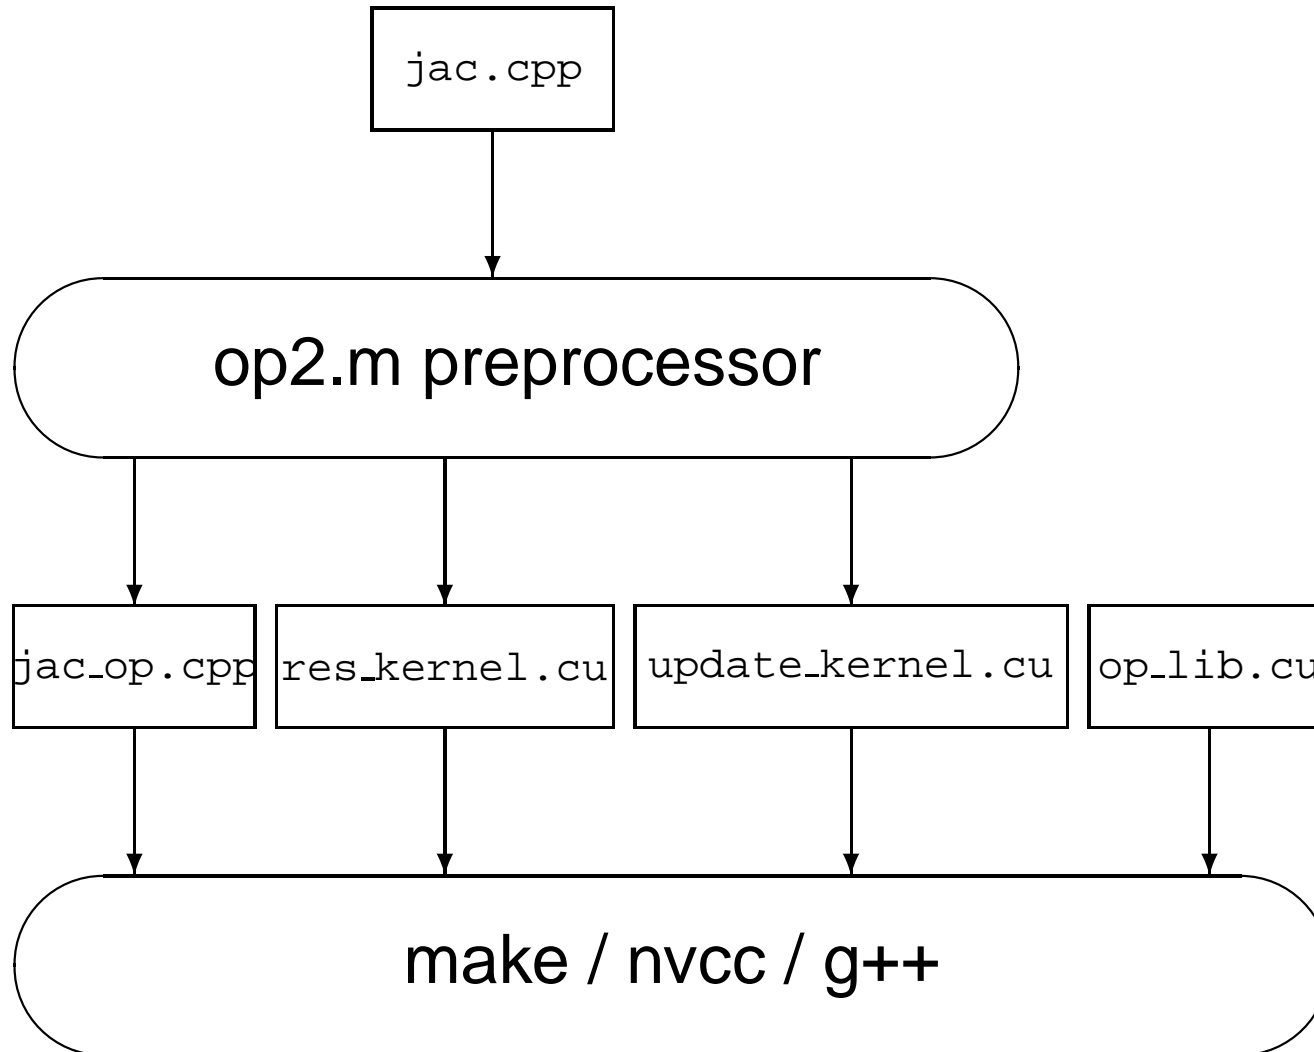 jac.cpp
op2.m preprocessor
jac_op.cpp
res_kernel.cu
update_kernel.cu
op_lib.cu
make / nvcc / g++